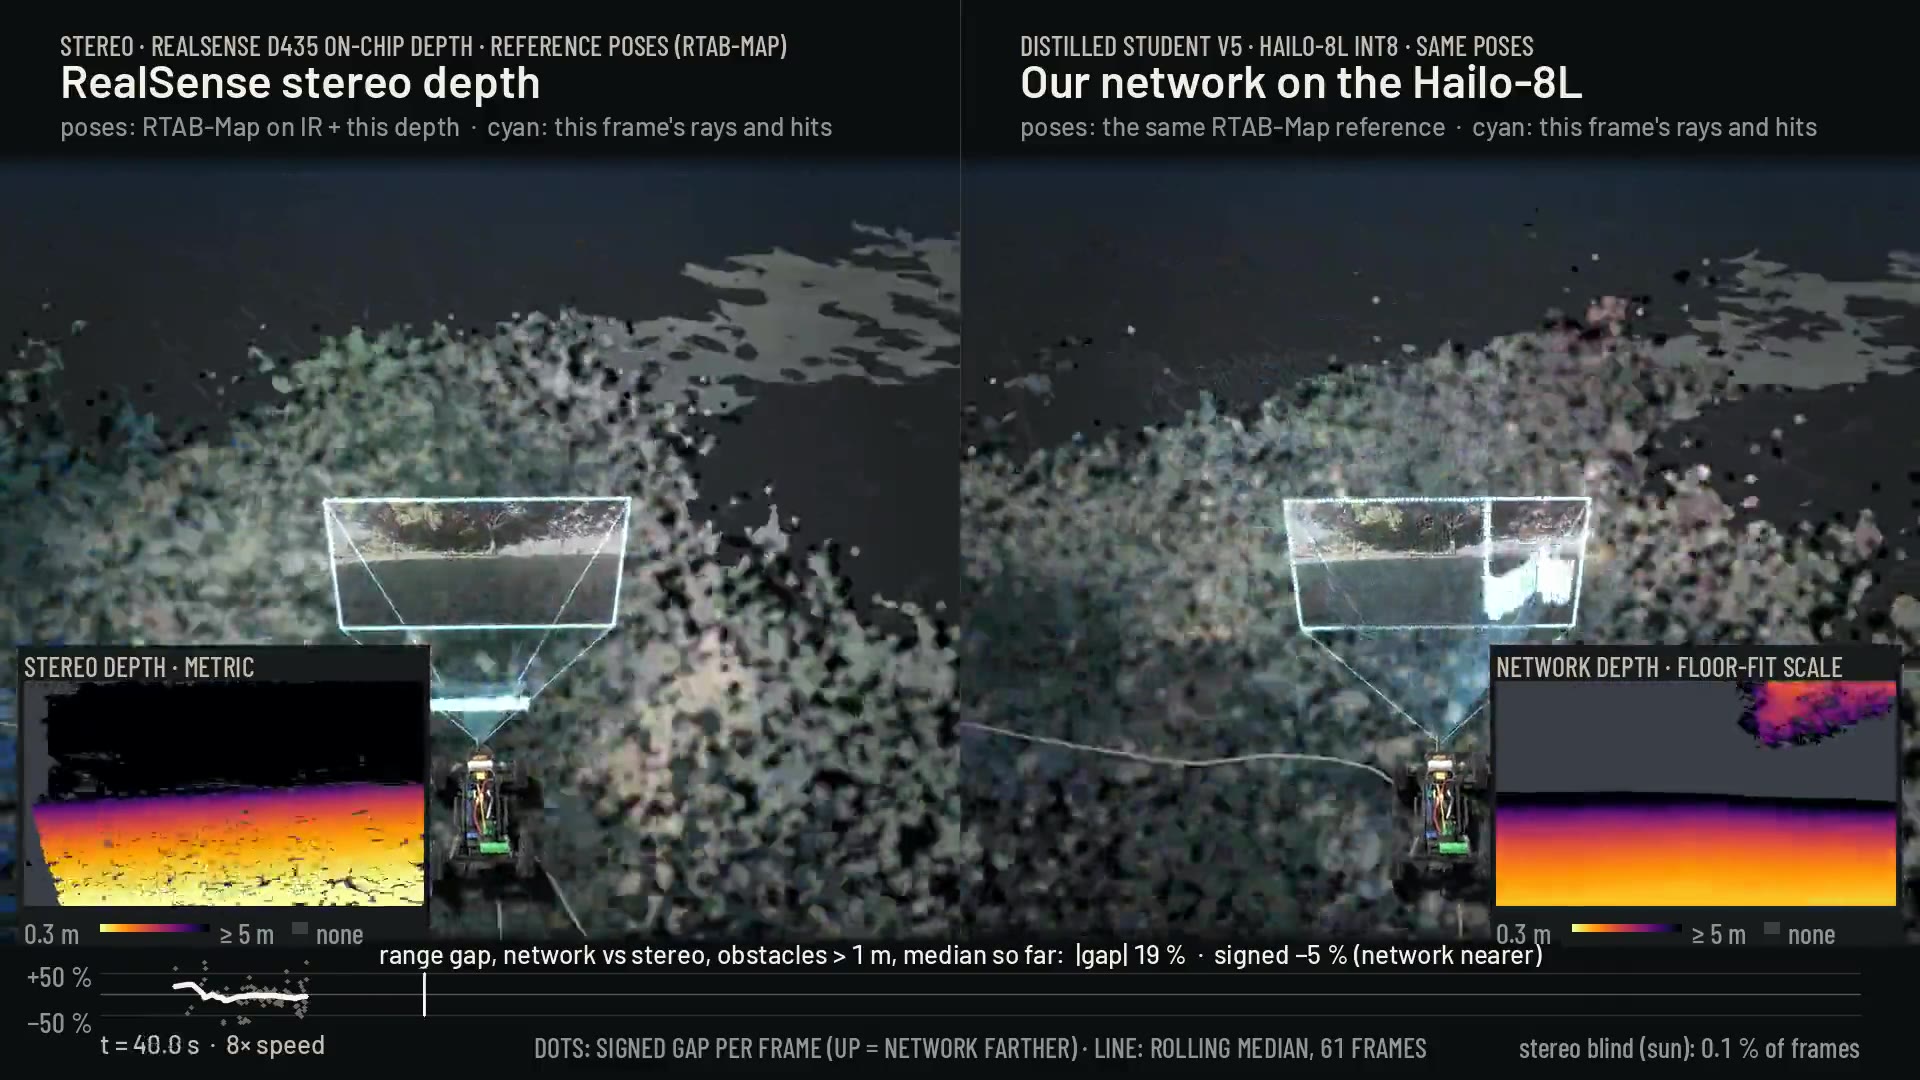 STEREO · REALSENSE D435 ON-CHIP DEPTH · REFERENCE POSES (RTAB-MAP)
RealSense stereo depth
poses: RTAB-Map on IR + this depth · cyan: this frame's rays and hits
DISTILLED STUDENT V5 · HAILO-8L INT8 · SAME POSES
Our network on the Hailo-8L
poses: the same RTAB-Map reference · cyan: this frame's rays and hits
STEREO DEPTH · METRIC
0.3 m ≥ 5 m none
NETWORK DEPTH · FLOOR-FIT SCALE
0.3 m ≥ 5 m none
range gap, network vs stereo, obstacles > 1 m, median so far: |gap| 19 % · signed −5 % (network nearer)
+50 %
−50 %
t = 40.0 s · 8× speed
DOTS: SIGNED GAP PER FRAME (UP = NETWORK FARTHER) · LINE: ROLLING MEDIAN, 61 FRAMES
stereo blind (sun): 0.1 % of frames